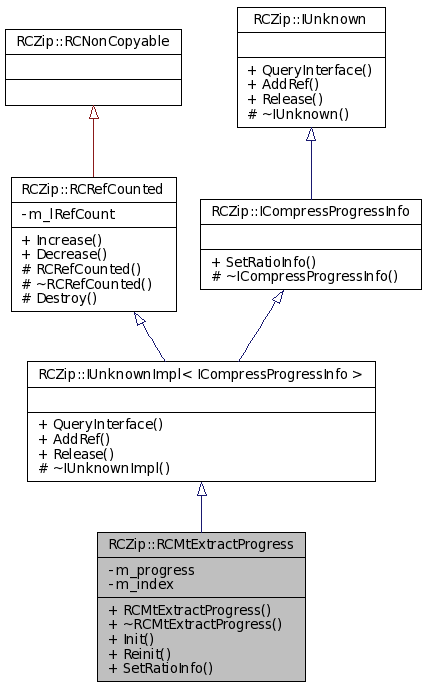 RCZip::RCNonCopyable
RCZip::IUnknown
+ QueryInterface()
+ AddRef()
+ Release()
# ~IUnknown()
RCZip::RCRefCounted
- m_lRefCount
+ Increase()
+ Decrease()
# RCRefCounted()
# ~RCRefCounted()
# Destroy()
RCZip::ICompressProgressInfo
+ SetRatioInfo()
# ~ICompressProgressInfo()
RCZip::IUnknownImpl< ICompressProgressInfo >
+ QueryInterface()
+ AddRef()
+ Release()
# ~IUnknownImpl()
RCZip::RCMtExtractProgress
- m_progress
- m_index
+ RCMtExtractProgress()
+ ~RCMtExtractProgress()
+ Init()
+ Reinit()
+ SetRatioInfo()